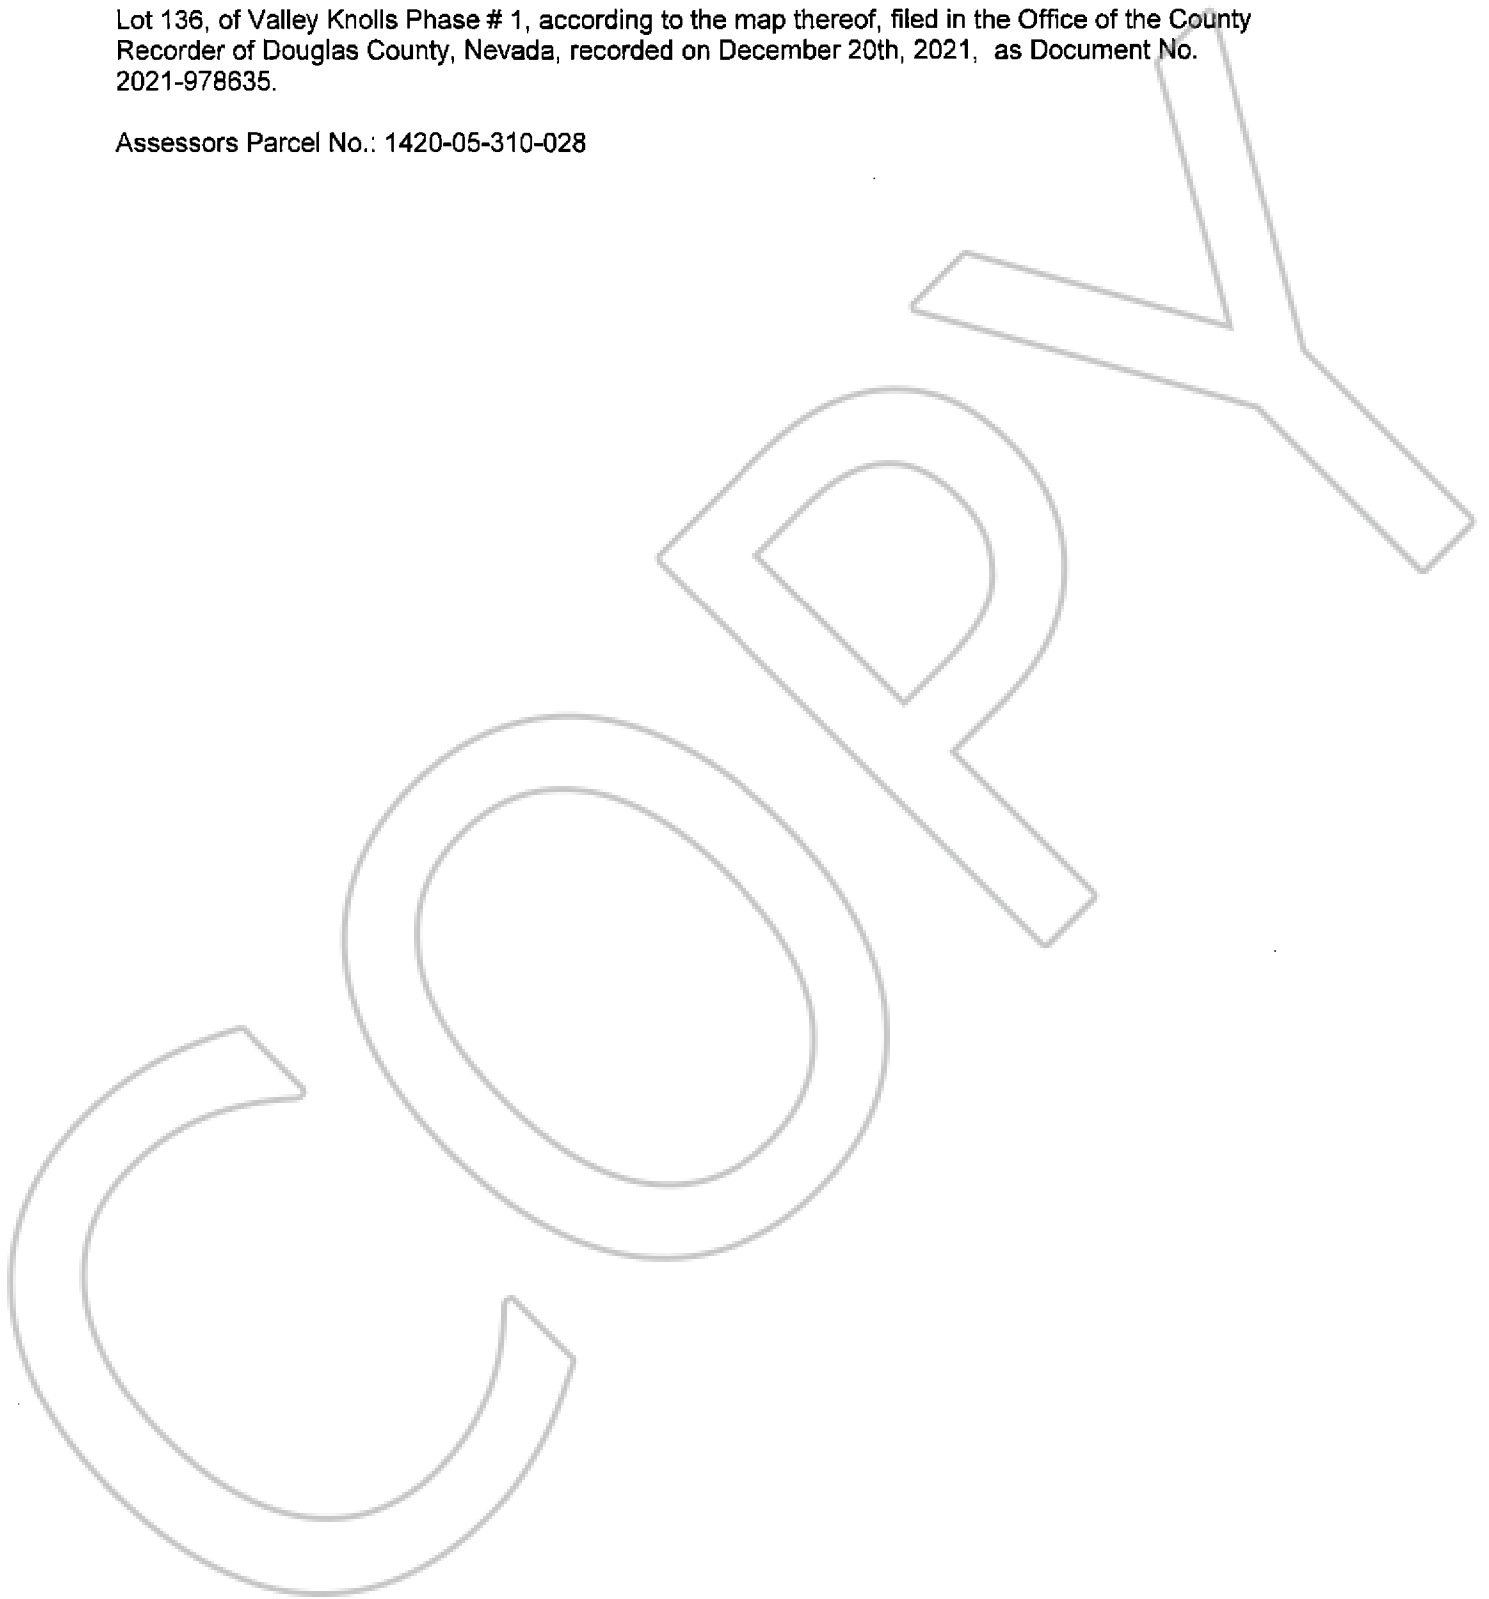 Lot 136, of Valley Knolls Phase # 1, according to the map thereof, filed in the Office of the County
Recorder of Douglas County, Nevada, recorded on December 20th, 2021,  as Document No.
2021-978635.
Assessors Parcel No.: 1420-05-310-028
COPY